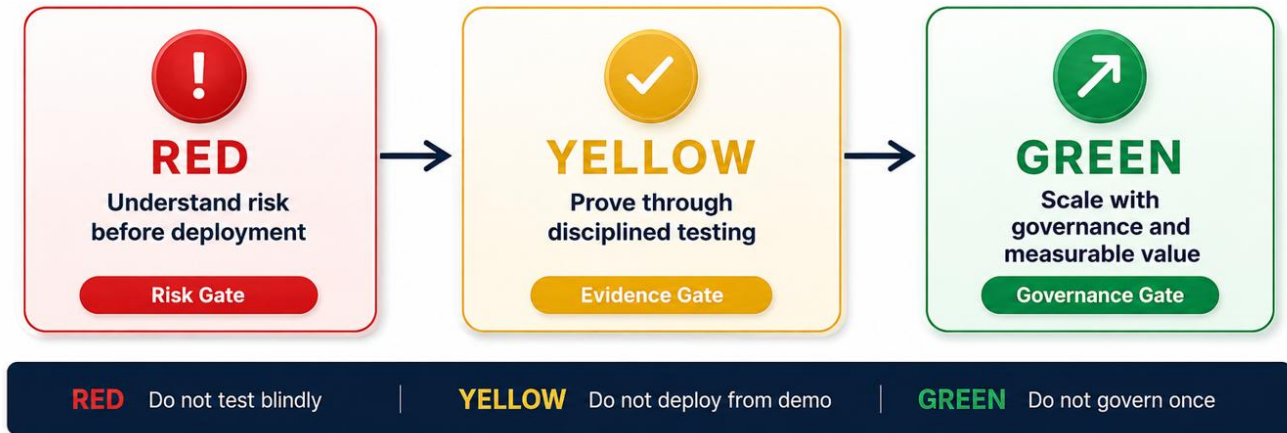 RED
Understand risk
before deployment
Risk Gate
YELLOW
Prove through
disciplined testing
Evidence Gate
GREEN
Scale with
governance and
measurable value
Governance Gate
RED Do not test blindly
YELLOW Do not deploy from demo
GREEN Do not govern once